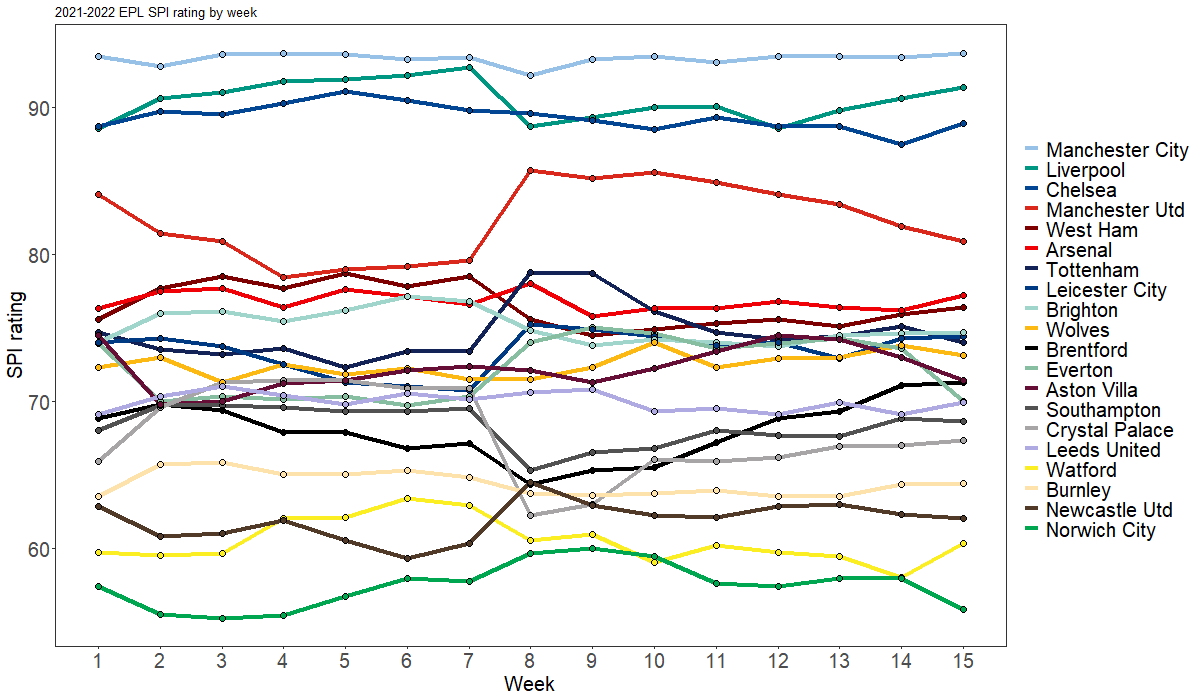 2021-2022 EPL SPI rating by week
SPI rating
90
80
70
60
1 2 3 4 5 6 7 8 9 10 11 12 13 14 15
Week
Manchester City
Liverpool
Chelsea
Manchester Utd
West Ham
Arsenal
Tottenham
Leicester City
Brighton
Wolves
Brentford
Everton
Aston Villa
Southampton
Crystal Palace
Leeds United
Watford
Burnley
Newcastle Utd
Norwich City